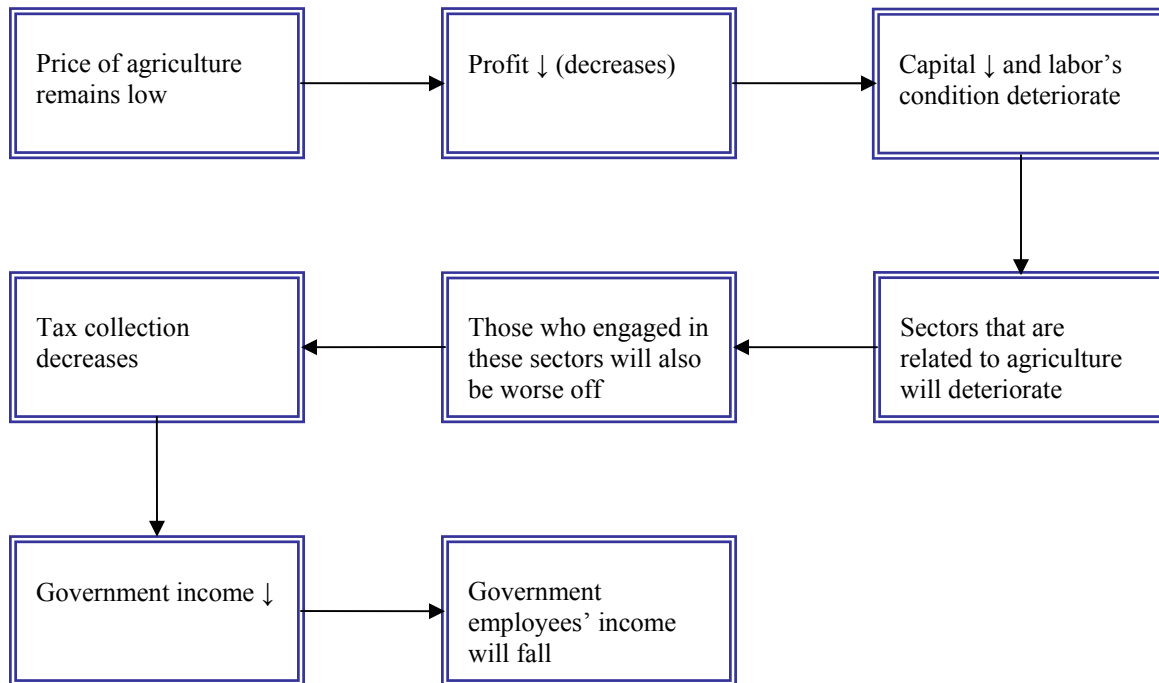 Price of agriculture
remains low
Profit ↓ (decreases)
Capital ↓ and labor’s
condition deteriorate
Sectors that are
related to agriculture
will deteriorate
Those who engaged in
these sectors will also
be worse off
Tax collection
decreases
Government income ↓
Government
employees’ income
will fall